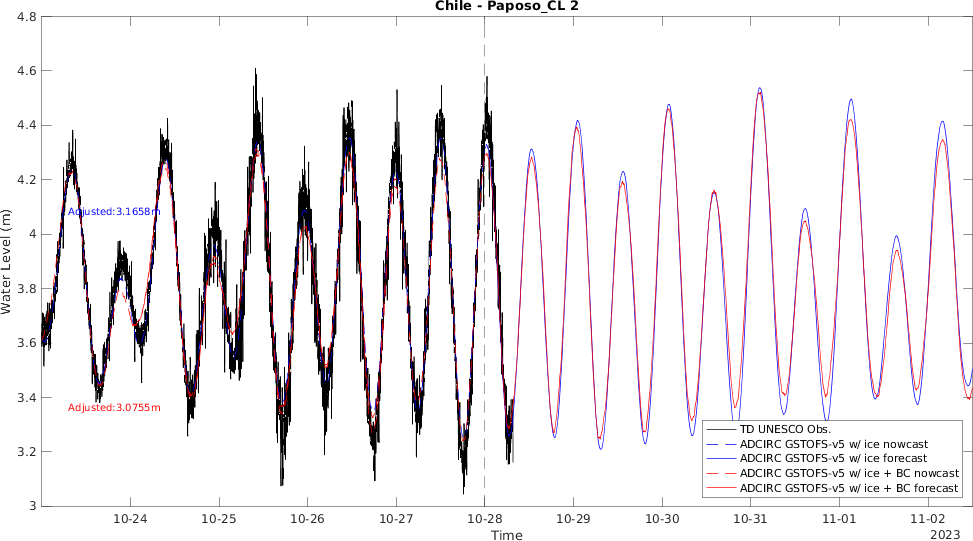 Chile - Paposo_CL 2
4.8
4.6
4.4
4.2
4
3.8
3.6
3.4
3.2
3
Water Level (m)
Adjusted:3.1658m
Adjusted:3.0755m
TD UNESCO Obs.
ADCIRC GSTOFS-v5 w/ ice nowcast
ADCIRC GSTOFS-v5 w/ ice forecast
ADCIRC GSTOFS-v5 w/ ice + BC nowcast
ADCIRC GSTOFS-v5 w/ ice + BC forecast
10-24 10-25 10-26 10-27 10-28 10-29 10-30 10-31 11-01 11-02
Time
2023